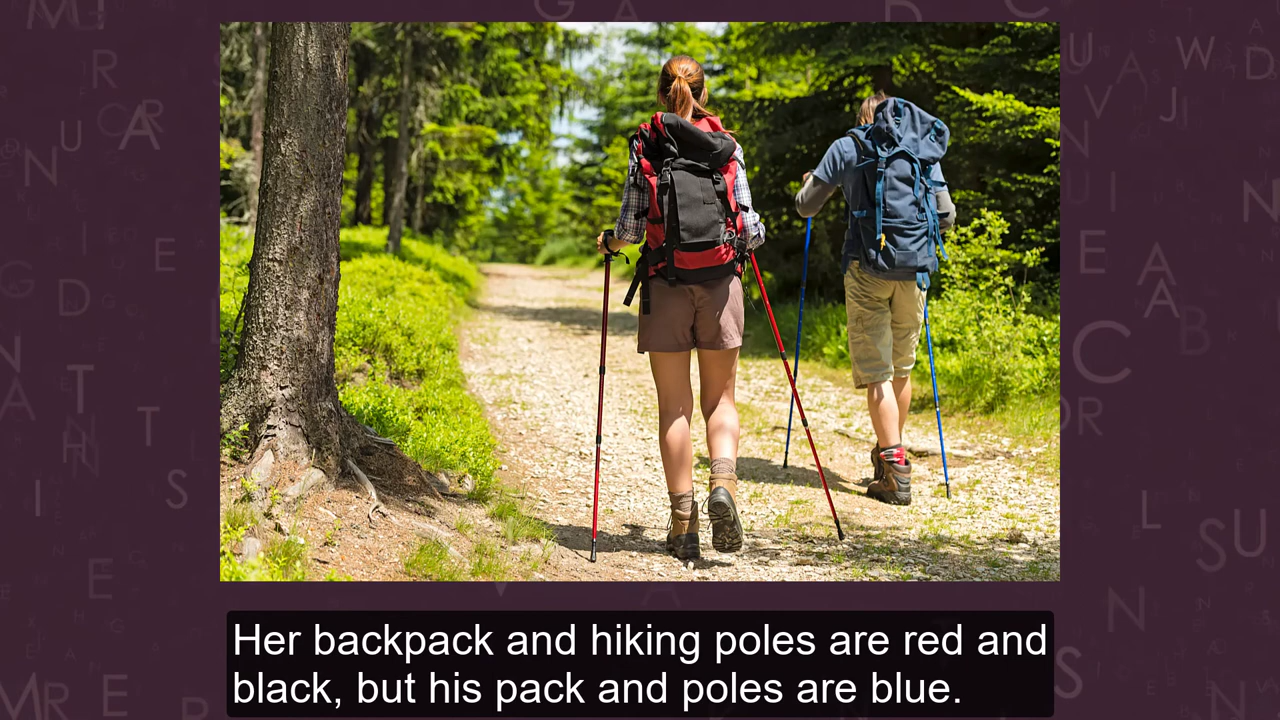 Her backpack and hiking poles are red and
black, but his pack and poles are blue.